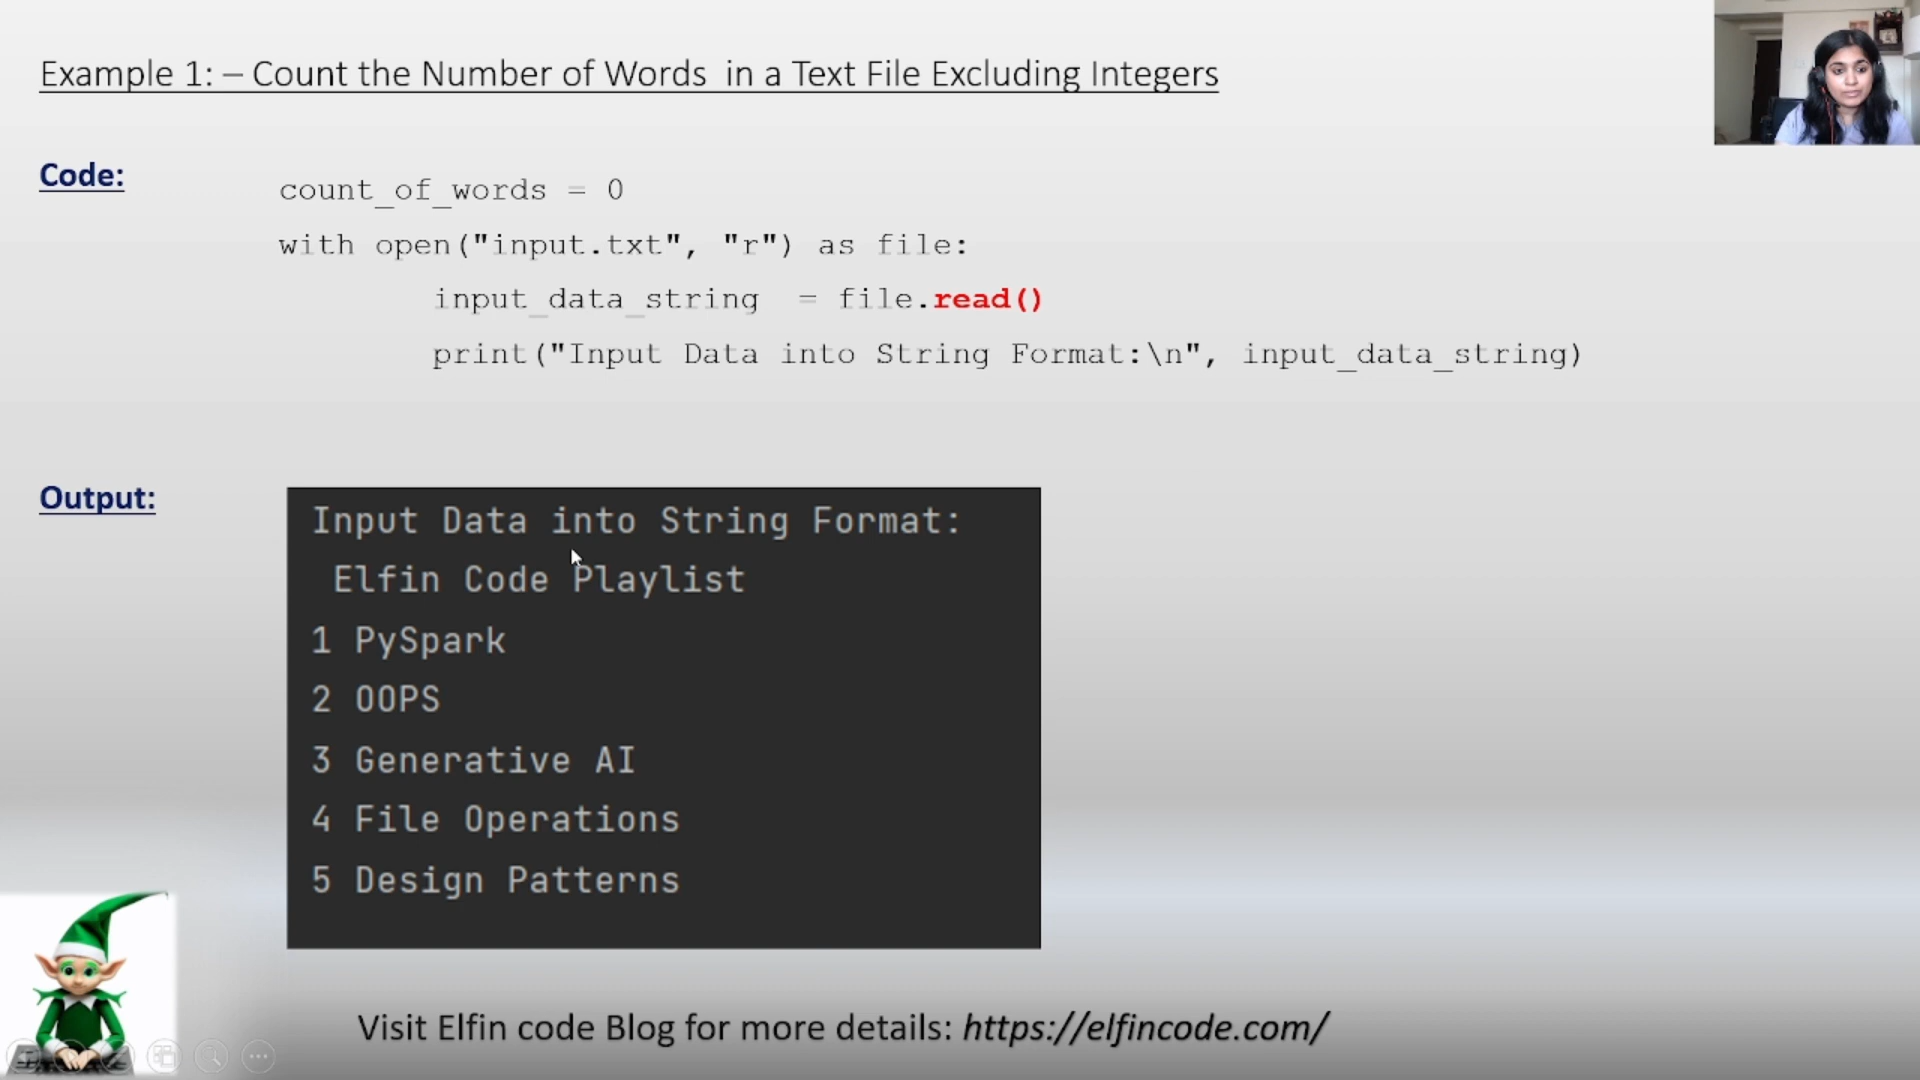 Example 1: – Count the Number of Words in a Text File Excluding Integers
Code:
count_of_words = 0
with open("input.txt", "r") as file:
input_data_string = file.read()
print("Input Data into String Format:\n", input_data_string)
Output:
Input Data into String Format:
Elfin Code Playlist
1 PySpark
2 OOPS
3 Generative AI
4 File Operations
5 Design Patterns
Visit Elfin code Blog for more details: https://elfincode.com/